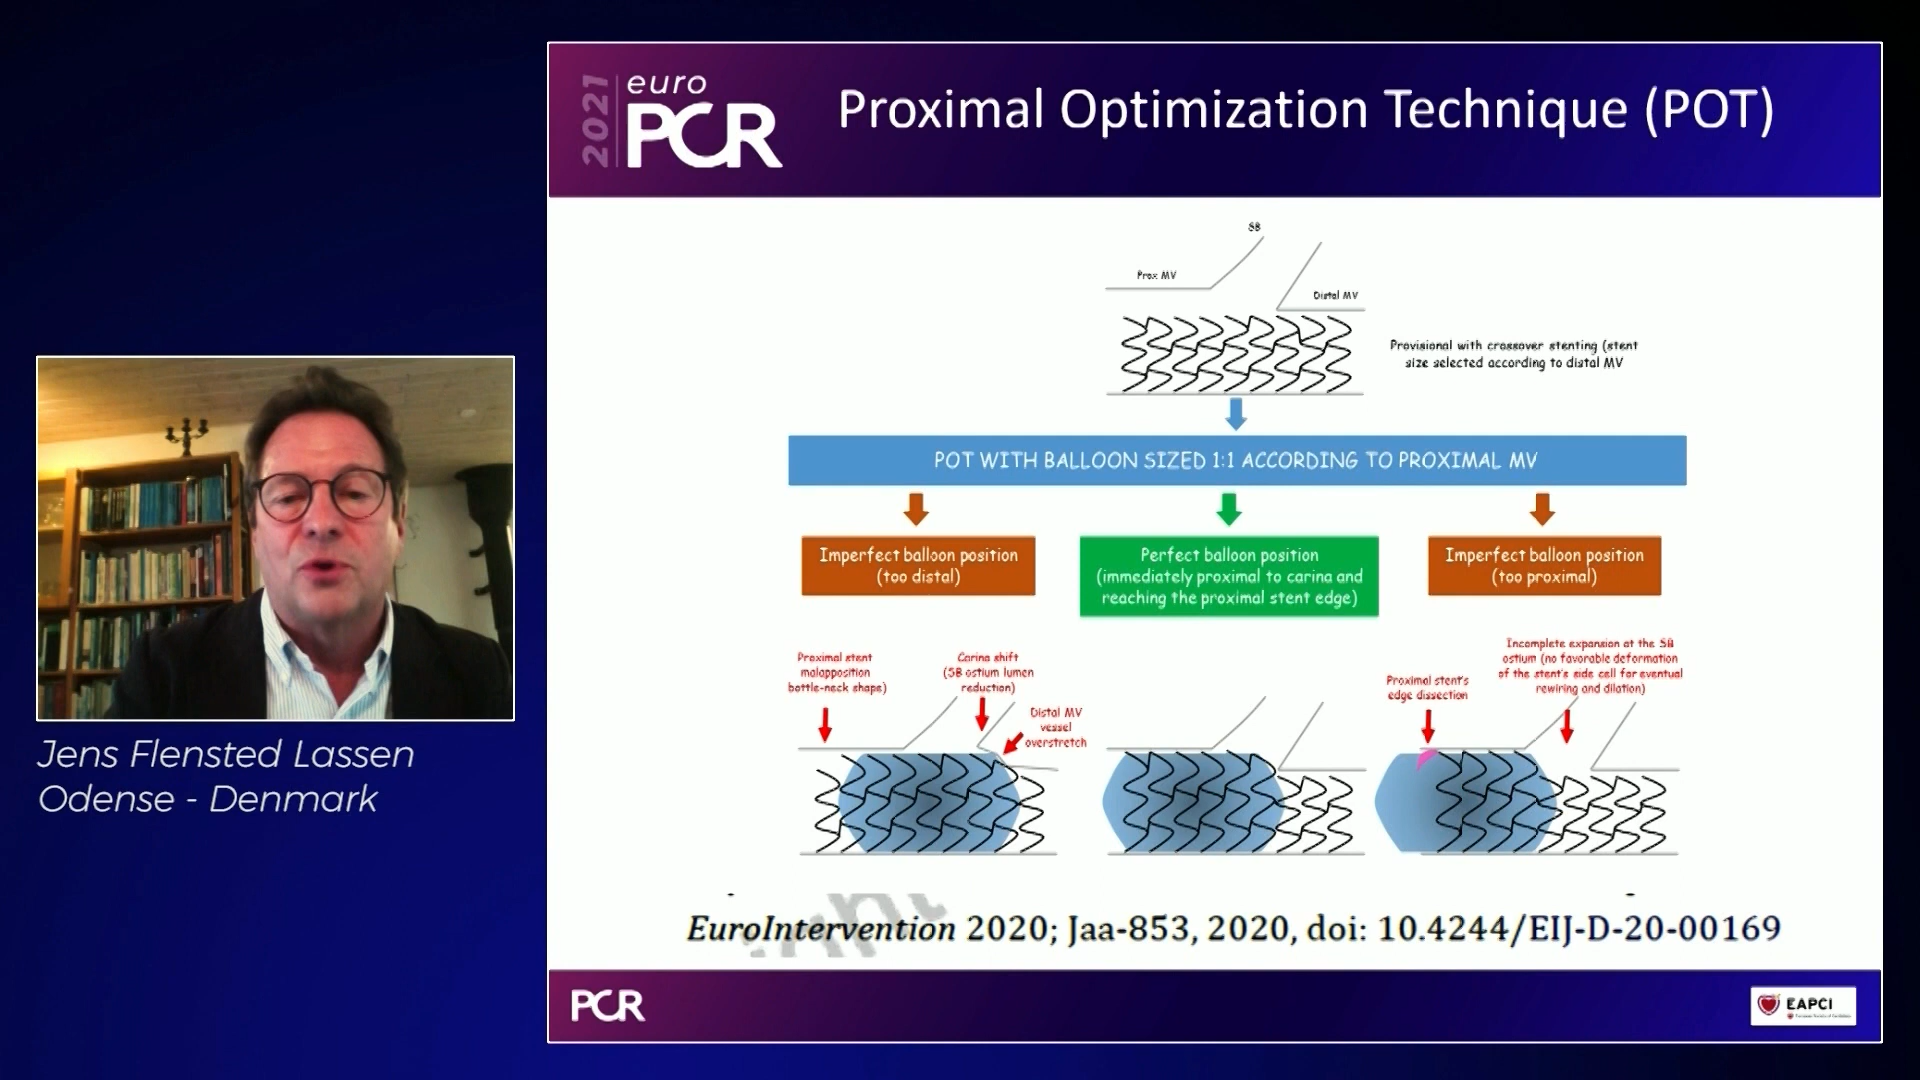 2021
euro
PCR
Proximal Optimization Technique (POT)
SB
Prox MV
Distal MV
Provisional with crossover stenting (stent
size selected according to distal MV
POT WITH BALLOON SIZED 1:1 ACCORDING TO PROXIMAL MV
Imperfect balloon position
(too distal)
Perfect balloon position
(immediately proximal to carina and
reaching the proximal stent edge)
Imperfect balloon position
(too proximal)
Proximal stent
malapposition
bottle-neck shape)
Carina shift
(SB ostium lumen
reduction)
Distal MV
vessel
overstretch
Proximal stent's
edge dissection
Incomplete expansion at the SB
ostium (no favorable deformation
of the stent's side cell for eventual
rewiring and dilation)
Jens Flensted Lassen
Odense - Denmark
EuroIntervention 2020; Jaa-853, 2020, doi: 10.4244/EIJ-D-20-00169
PCR
EAPCI